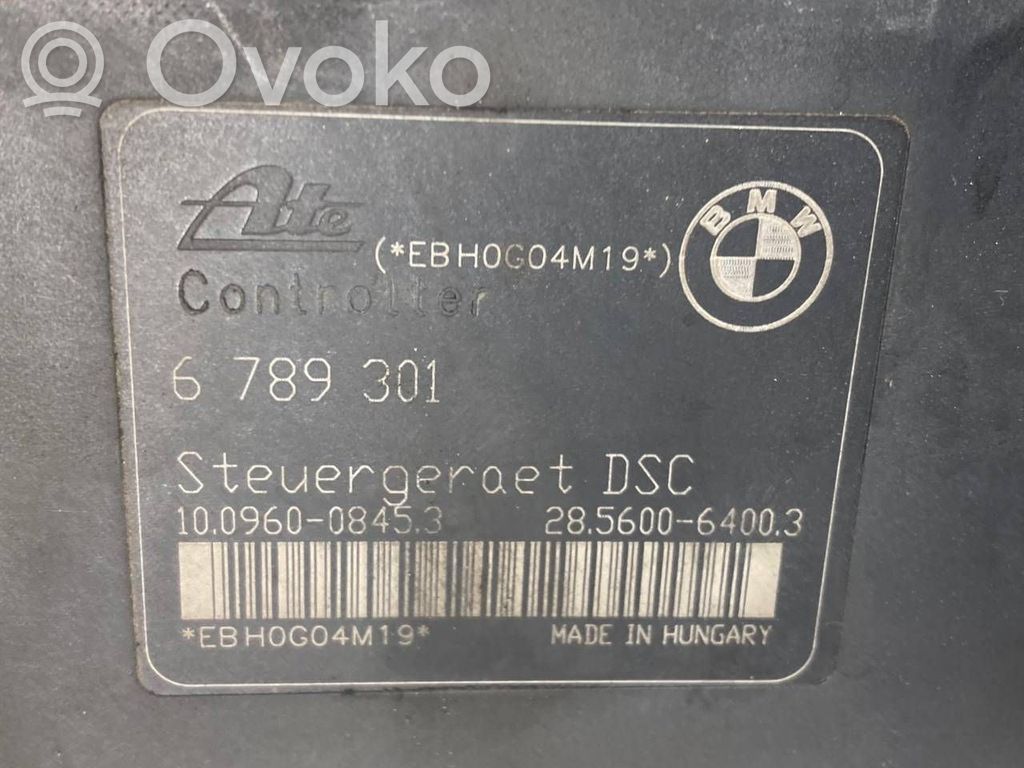 Ovoko
Ate
(*EBH0G04M19*)
BMW
Controller
6 789 301
Steuergeraet DSC
10.0960-0845.3 28.5600-6400.3
*EBH0G04M19* MADE IN HUNGARY